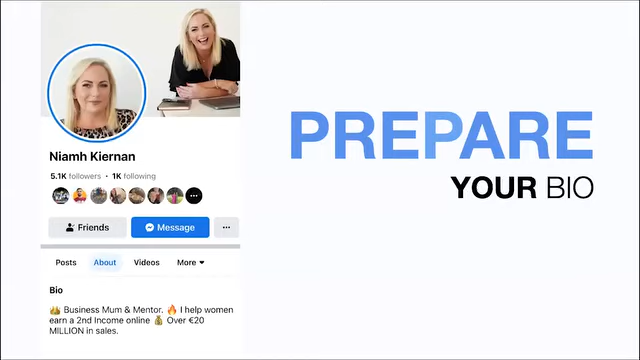 Niamh Kiernan
5.1K followers • 1K following
Friends
Message
Posts
About
Videos
More
Bio
👑 Business Mum & Mentor. 🔥 I help women
earn a 2nd Income online 💰 Over €20
MILLION in sales.
PREPARE
YOUR BIO